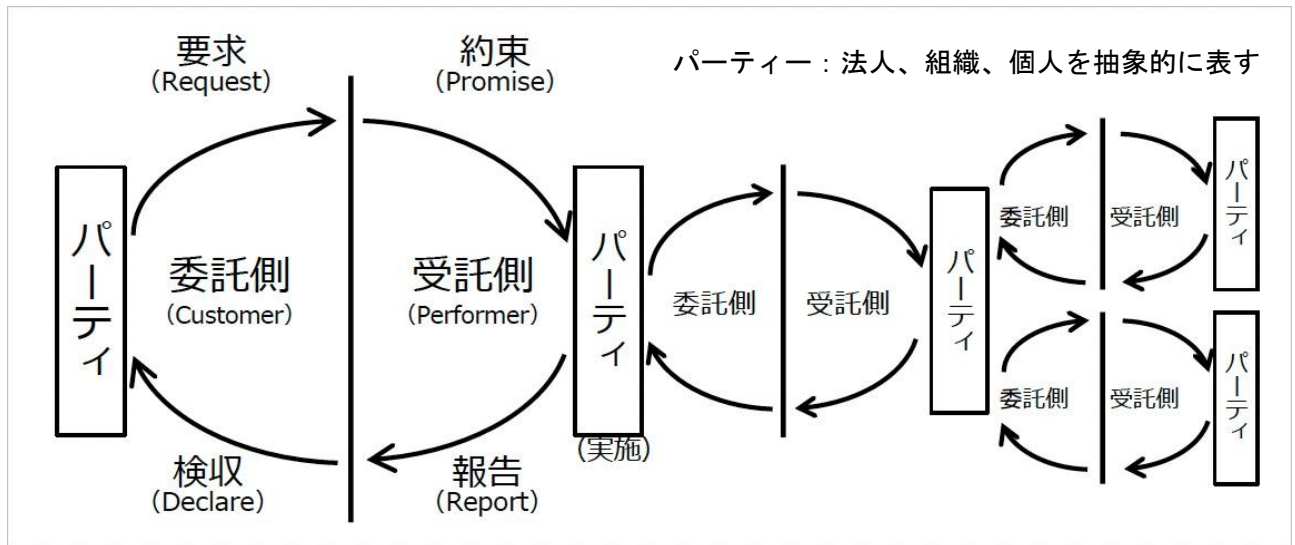 要求
(Request)
約束
(Promise)
パーティー：法人、組織、個人を抽象的に表す
パーティ
委託側
(Customer)
受託側
(Performer)
パーティ
(実施)
検収
(Declare)
報告
(Report)
委託側
受託側
パーティ
委託側
受託側
パーティ
委託側
受託側
パーティ